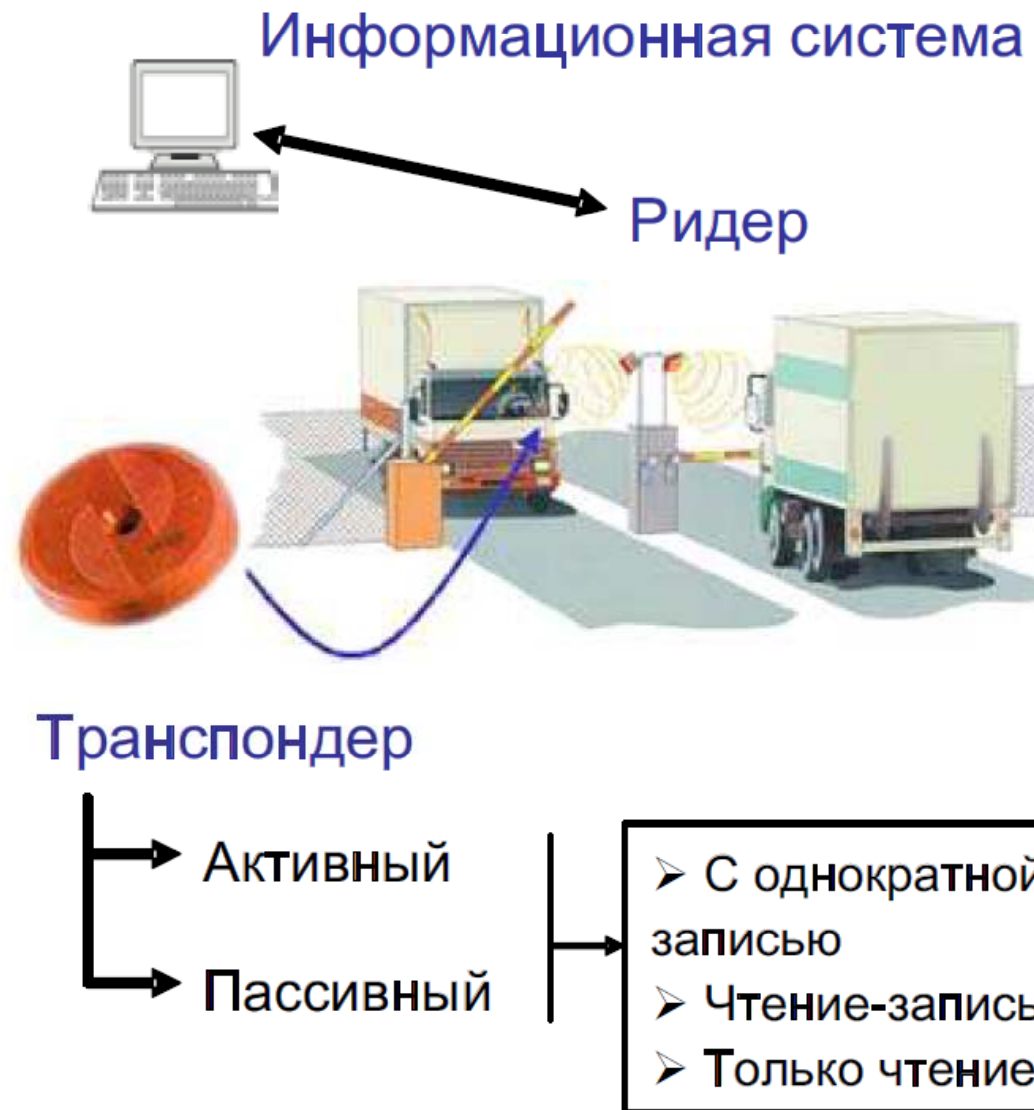 Информационная система
Ридер
Транспондер
Активный
Пассивный
➢ С однократной
записью
➢ Чтение-запись
➢ Только чтение